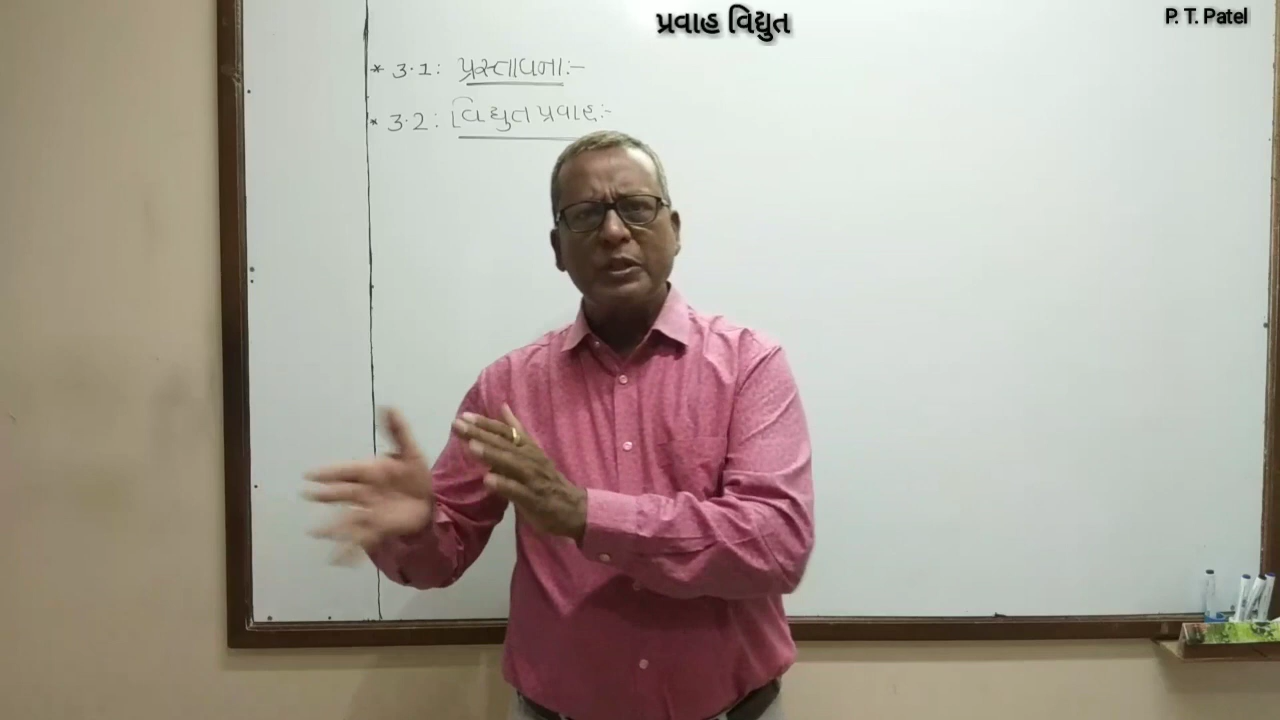 પ્રવાહ વિદ્યુત
P. T. Patel
* 3.1: પ્રસ્તાવના:-
* 3.2: વિદ્યુત પ્રવાહ:-